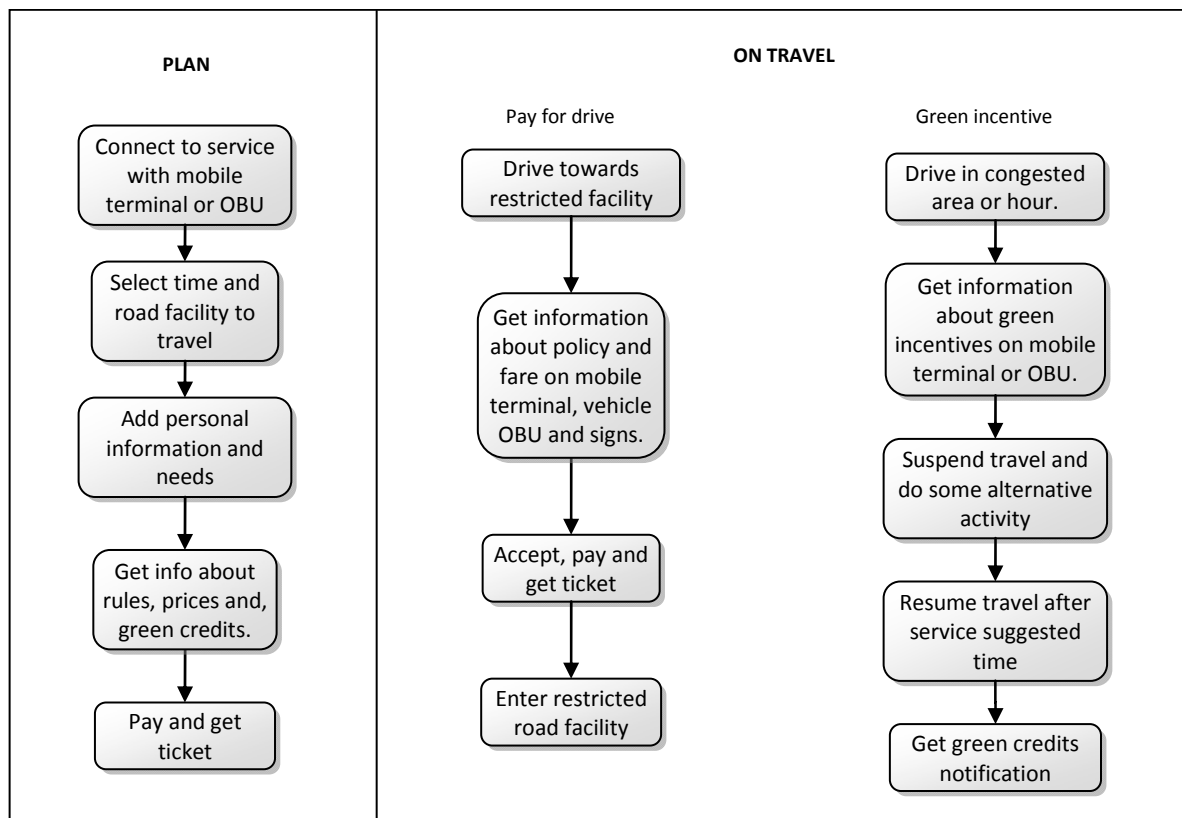 PLAN
Connect to service
with mobile
terminal or OBU
Select time and
road facility to
travel
Add personal
information and
needs
Get info about
rules, prices and,
green credits.
Pay and get
ticket
ON TRAVEL
Pay for drive
Drive towards
restricted facility
Get information
about policy and
fare on mobile
terminal, vehicle
OBU and signs.
Accept, pay and
get ticket
Enter restricted
road facility
Green incentive
Drive in congested
area or hour.
Get information
about green
incentives on mobile
terminal or OBU.
Suspend travel and
do some alternative
activity
Resume travel after
service suggested
time
Get green credits
notification